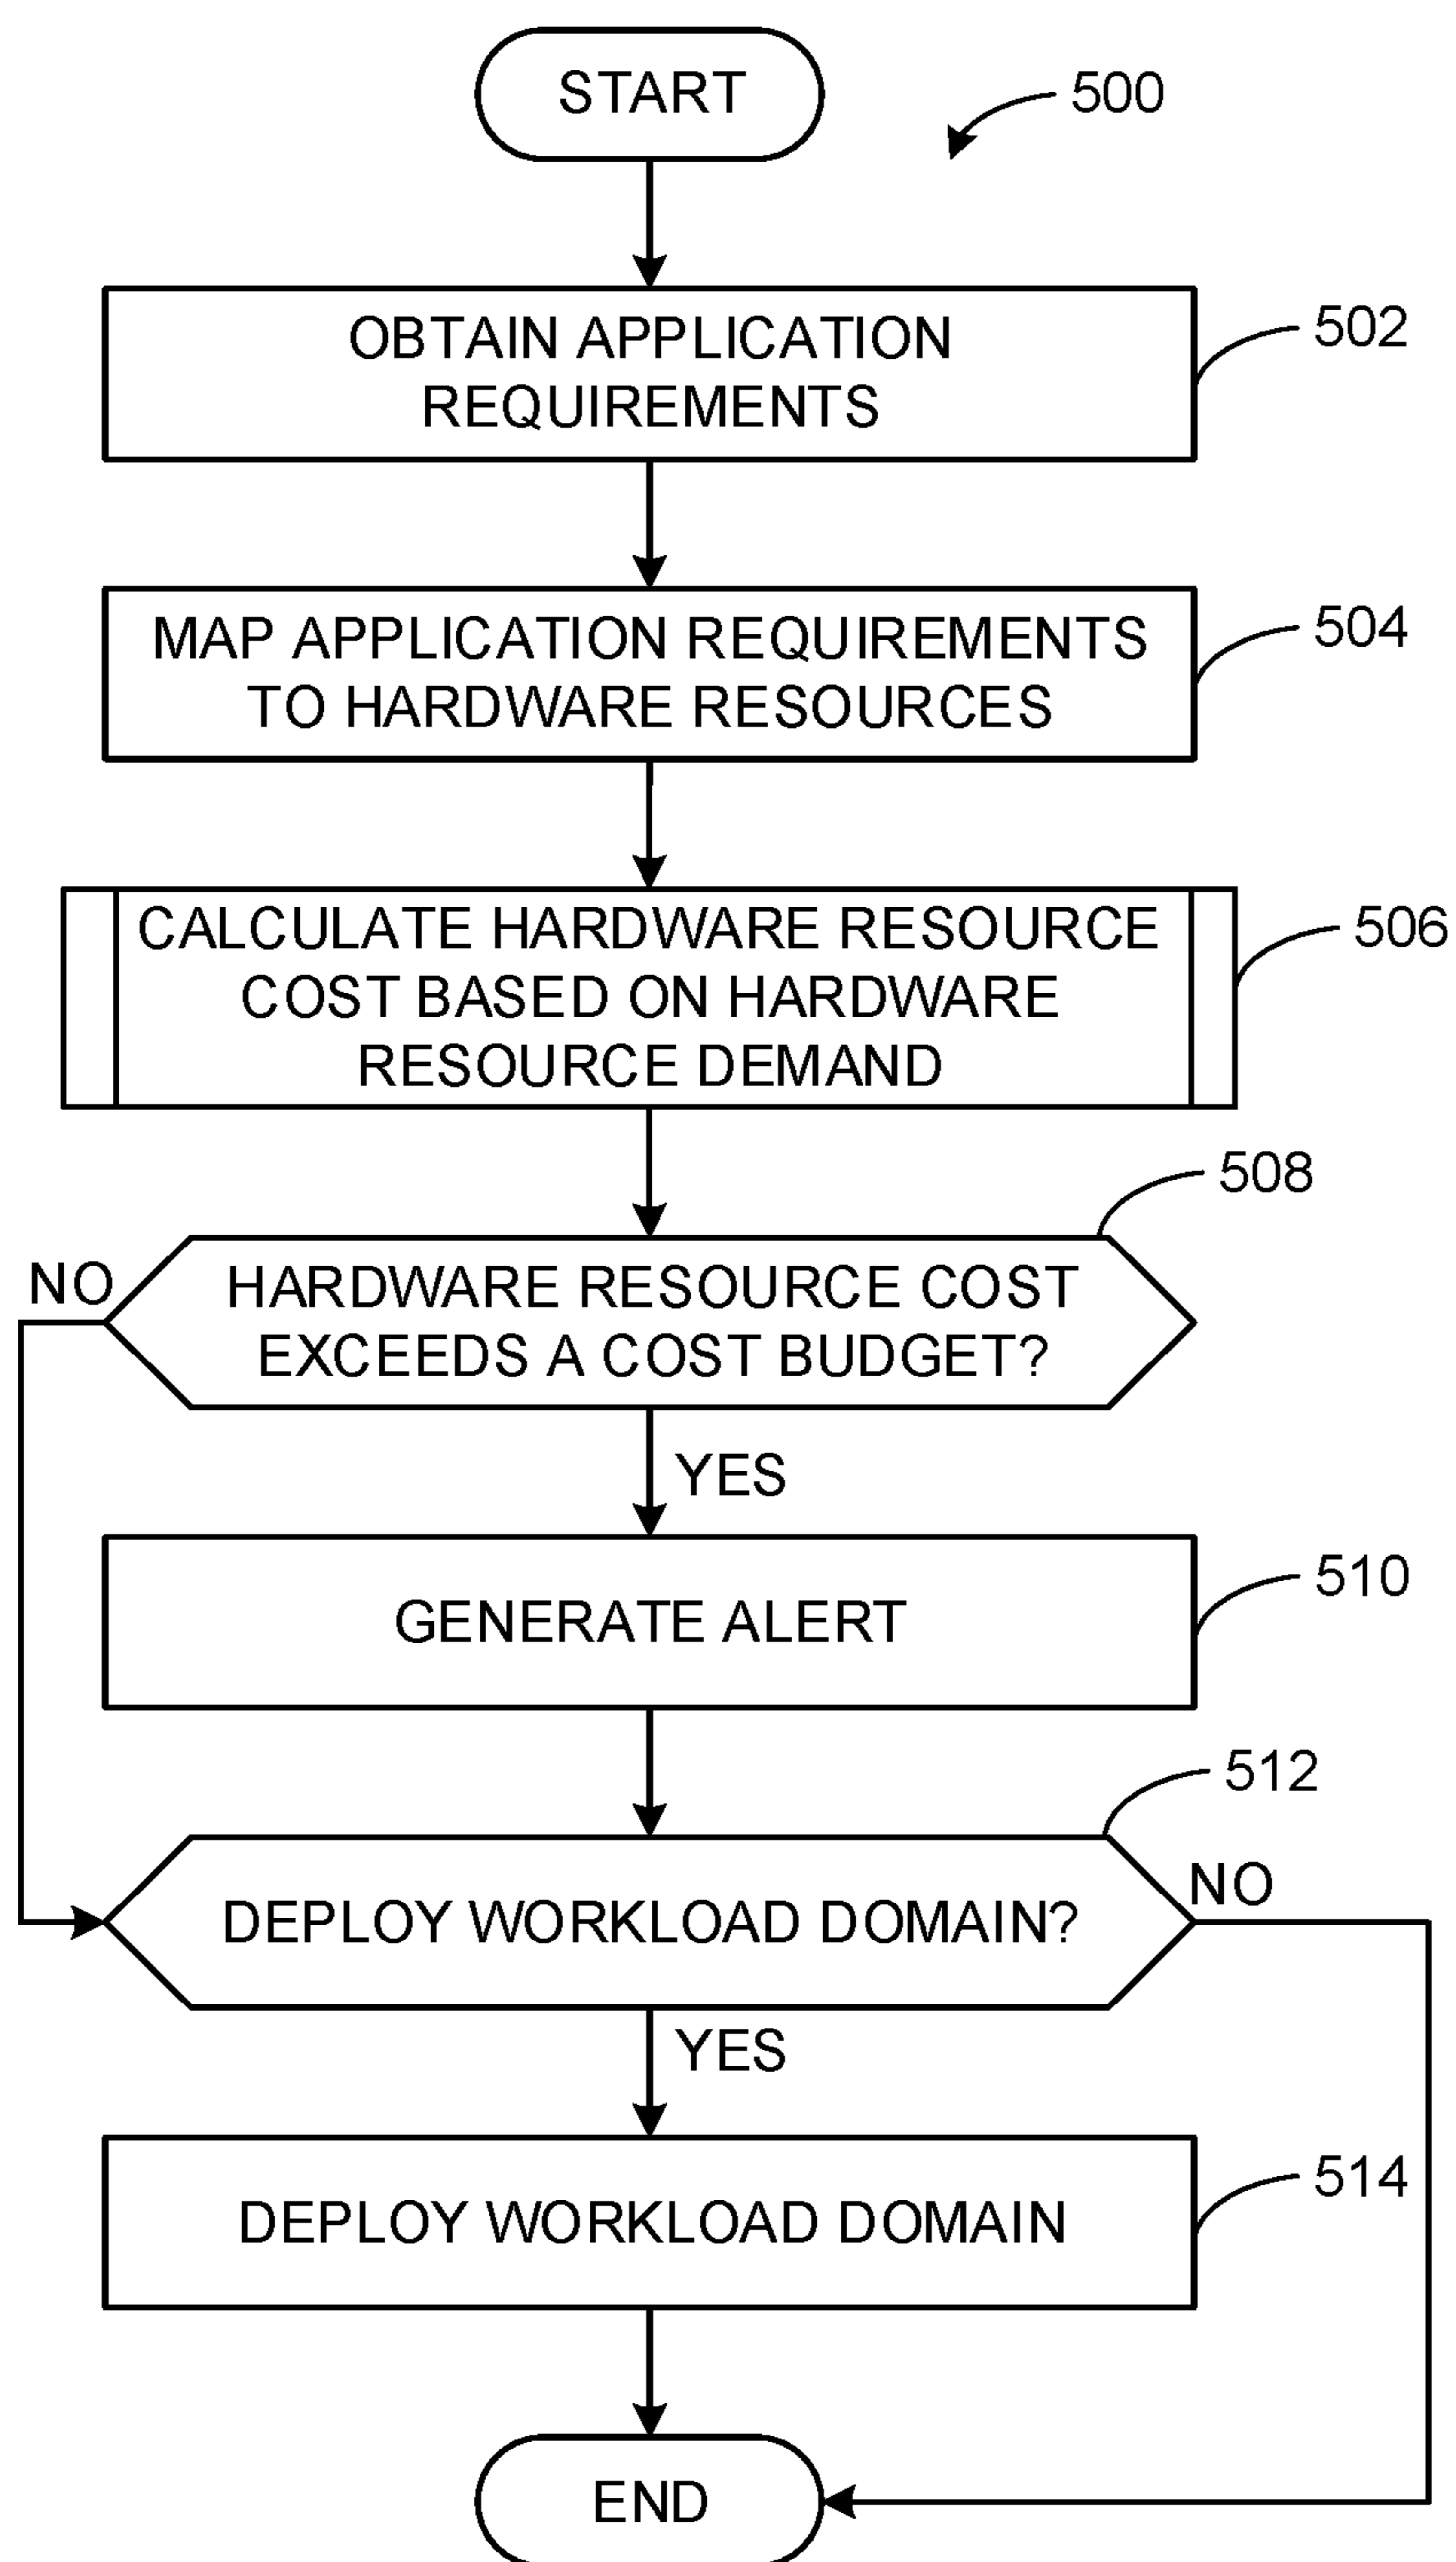 START
500
OBTAIN APPLICATION
REQUIREMENTS
502
MAP APPLICATION REQUIREMENTS
TO HARDWARE RESOURCES
504
CALCULATE HARDWARE RESOURCE
COST BASED ON HARDWARE
RESOURCE DEMAND
506
508
NO
HARDWARE RESOURCE COST
EXCEEDS A COST BUDGET?
YES
GENERATE ALERT
510
512
DEPLOY WORKLOAD DOMAIN?
NO
YES
DEPLOY WORKLOAD DOMAIN
514
END